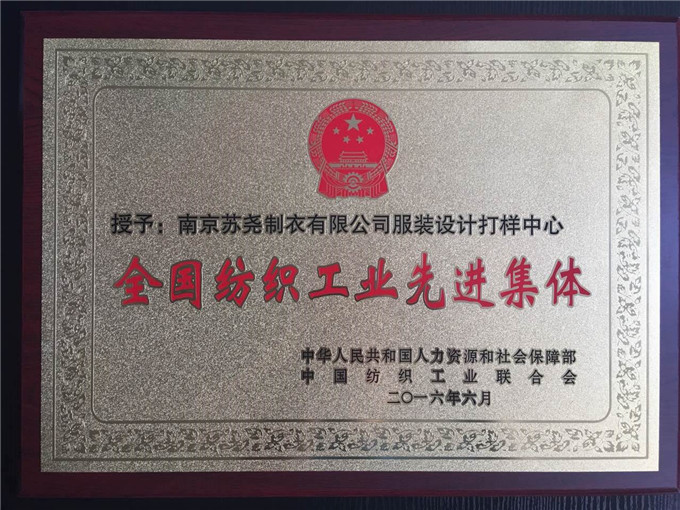 授予：南京苏尧制衣有限公司服装设计打样中心
全国纺织工业先进集体
中华人民共和国人力资源和社会保障部
中国纺织工业联合会
二〇一六年六月